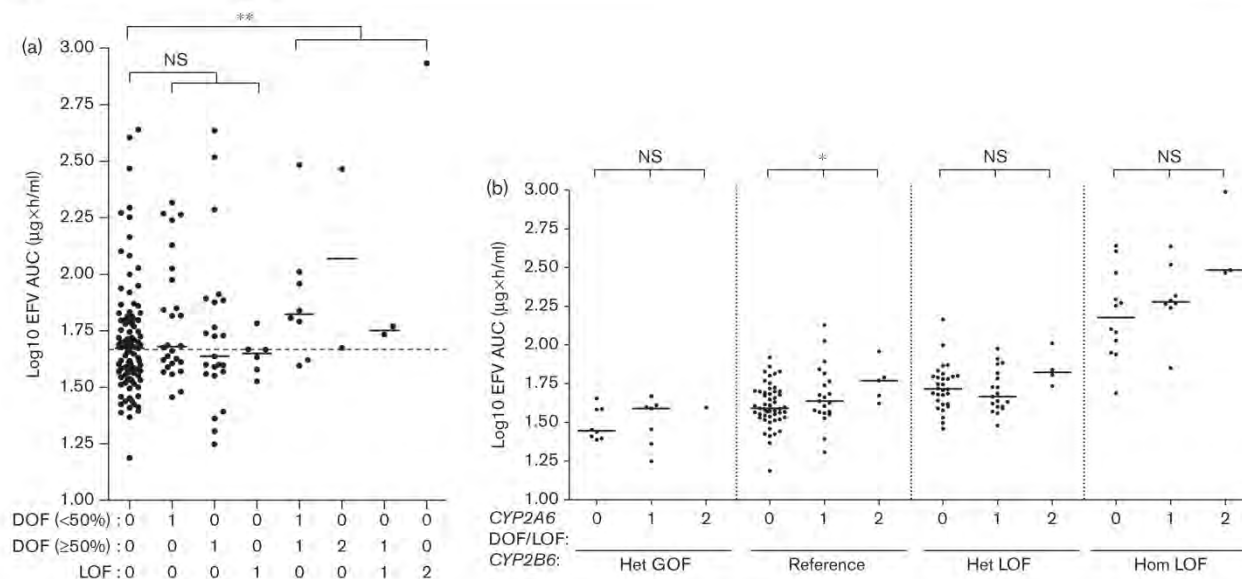 (a)
**
NS
3.00
2.75
2.50
2.25
2.00
1.75
1.50
1.25
1.00
Log10 EFV AUC (μg×h/ml)
DOF (<50%) : 0 1 0 0 1 0 0 0
DOF (≥50%) : 0 0 1 0 1 2 1 0
LOF : 0 0 0 1 0 0 1 2
(b)
NS * NS NS
3.00
2.75
2.50
2.25
2.00
1.75
1.50
1.25
1.00
Log10 EFV AUC (μg×h/ml)
CYP2A6 0 1 2 0 1 2 0 1 2 0 1 2
DOF/LOF:
CYP2B6: Het GOF Reference Het LOF Hom LOF